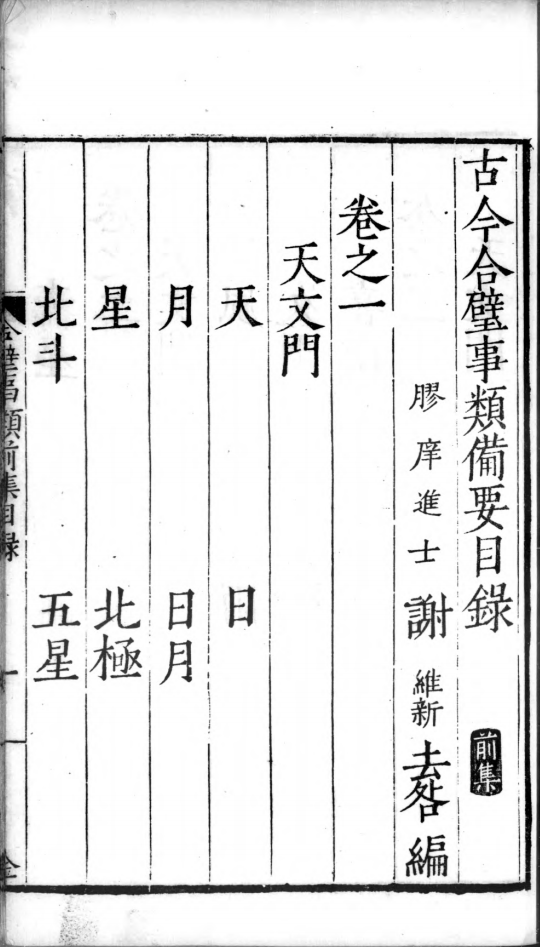 古今合璧事類備要目錄 前集
膠庠進士 謝 維新 去咎 編
卷之一
天文門
天 日
月 日月
星 北極
北斗 五星
合璧事類前集目錄 一